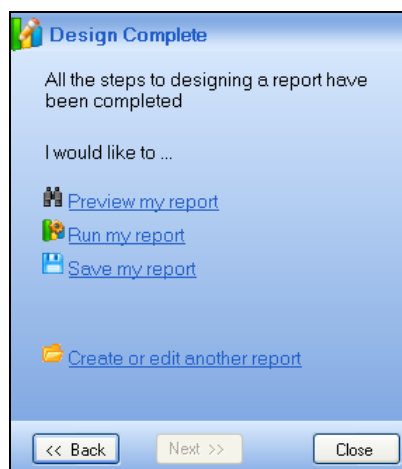 Design Complete
All the steps to designing a report have
been completed
I would like to ...
Preview my report
Run my report
Save my report
Create or edit another report
<< Back Next >> Close